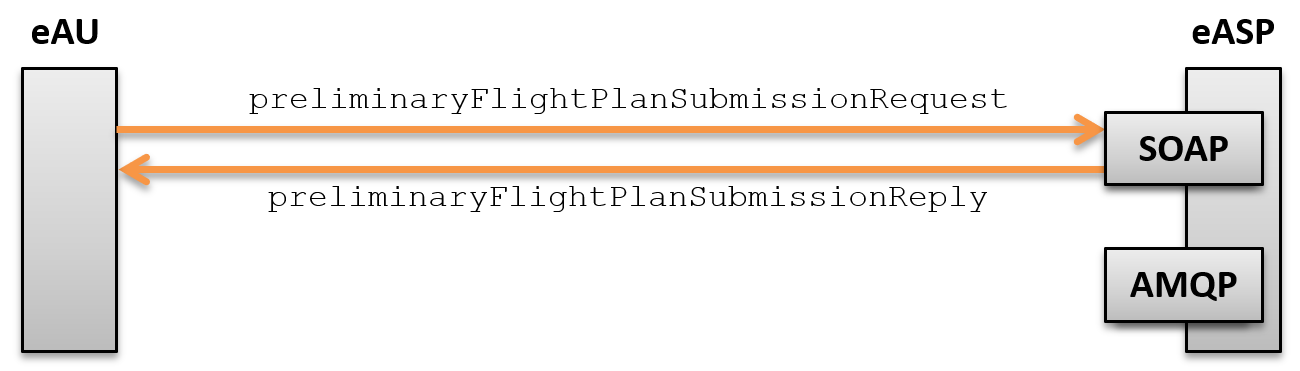 eAU
eASP
preliminaryFlightPlanSubmissionRequest
SOAP
preliminaryFlightPlanSubmissionReply
AMQP